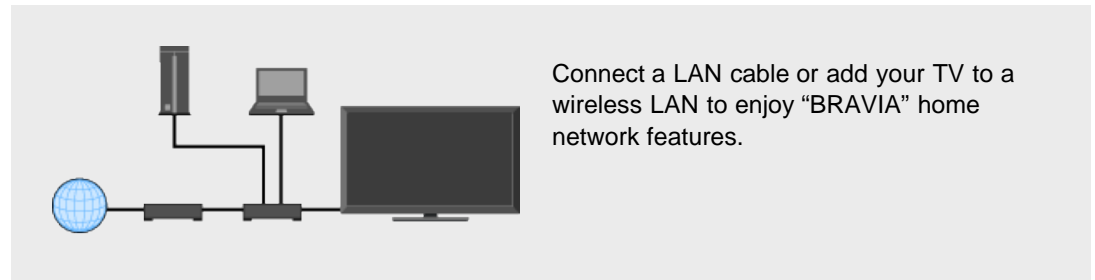 Connect a LAN cable or add your TV to a
wireless LAN to enjoy “BRAVIA” home
network features.